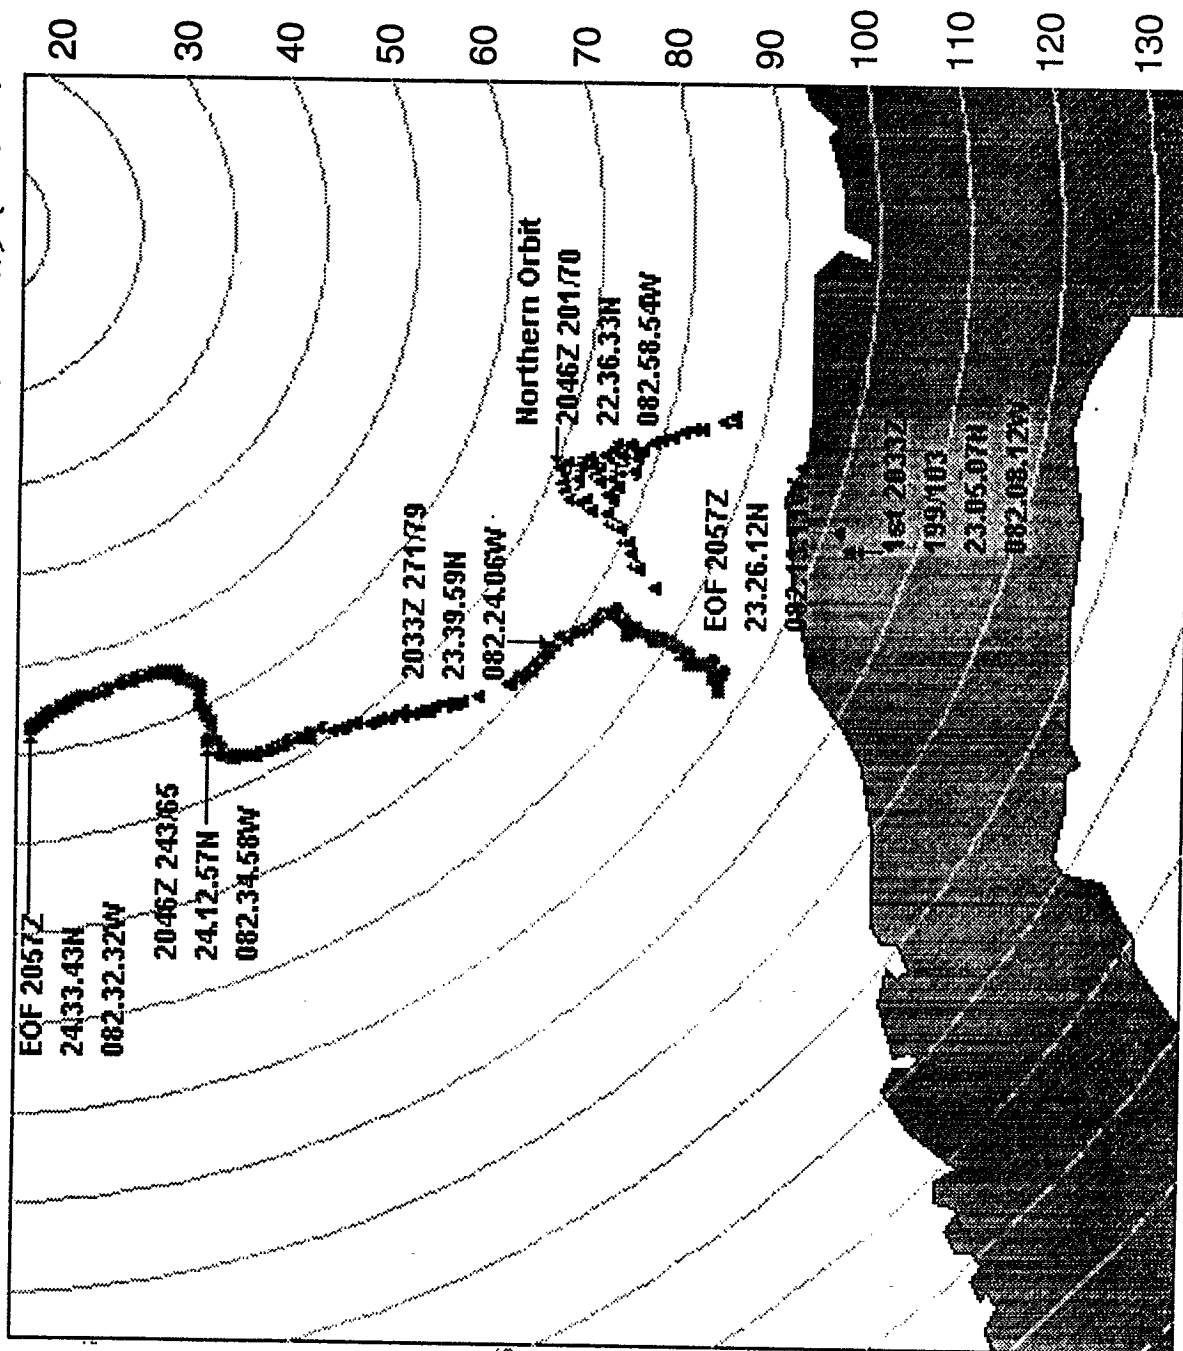 20
30
40
50
60
70
80
90
100
110
120
130
Northern Orbit
2046Z 201/70
22.36.33N
082.58.54W
2033Z 271/79
23.39.59N
082.24.06W
EOF 2057Z
23.26.12N
1st 2033Z
199/103
23.05.07N
082.08.12W
2046Z 243/65
24.12.57N
082.34.58W
EOF 2057Z
24.33.43N
082.32.32W